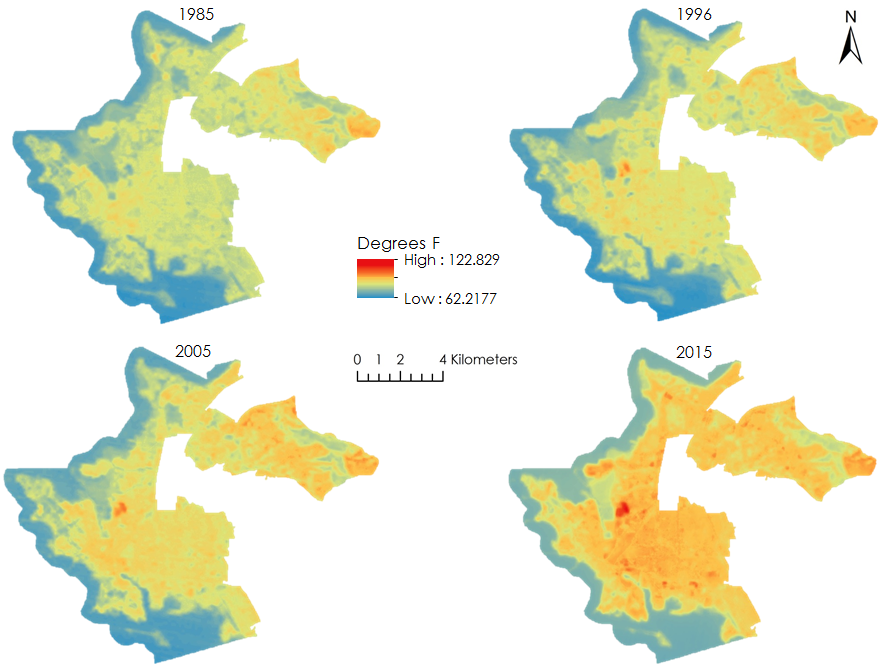 1985
1996
N
Degrees F
High : 122.829
Low : 62.2177
2005
0 1 2 4 Kilometers
2015